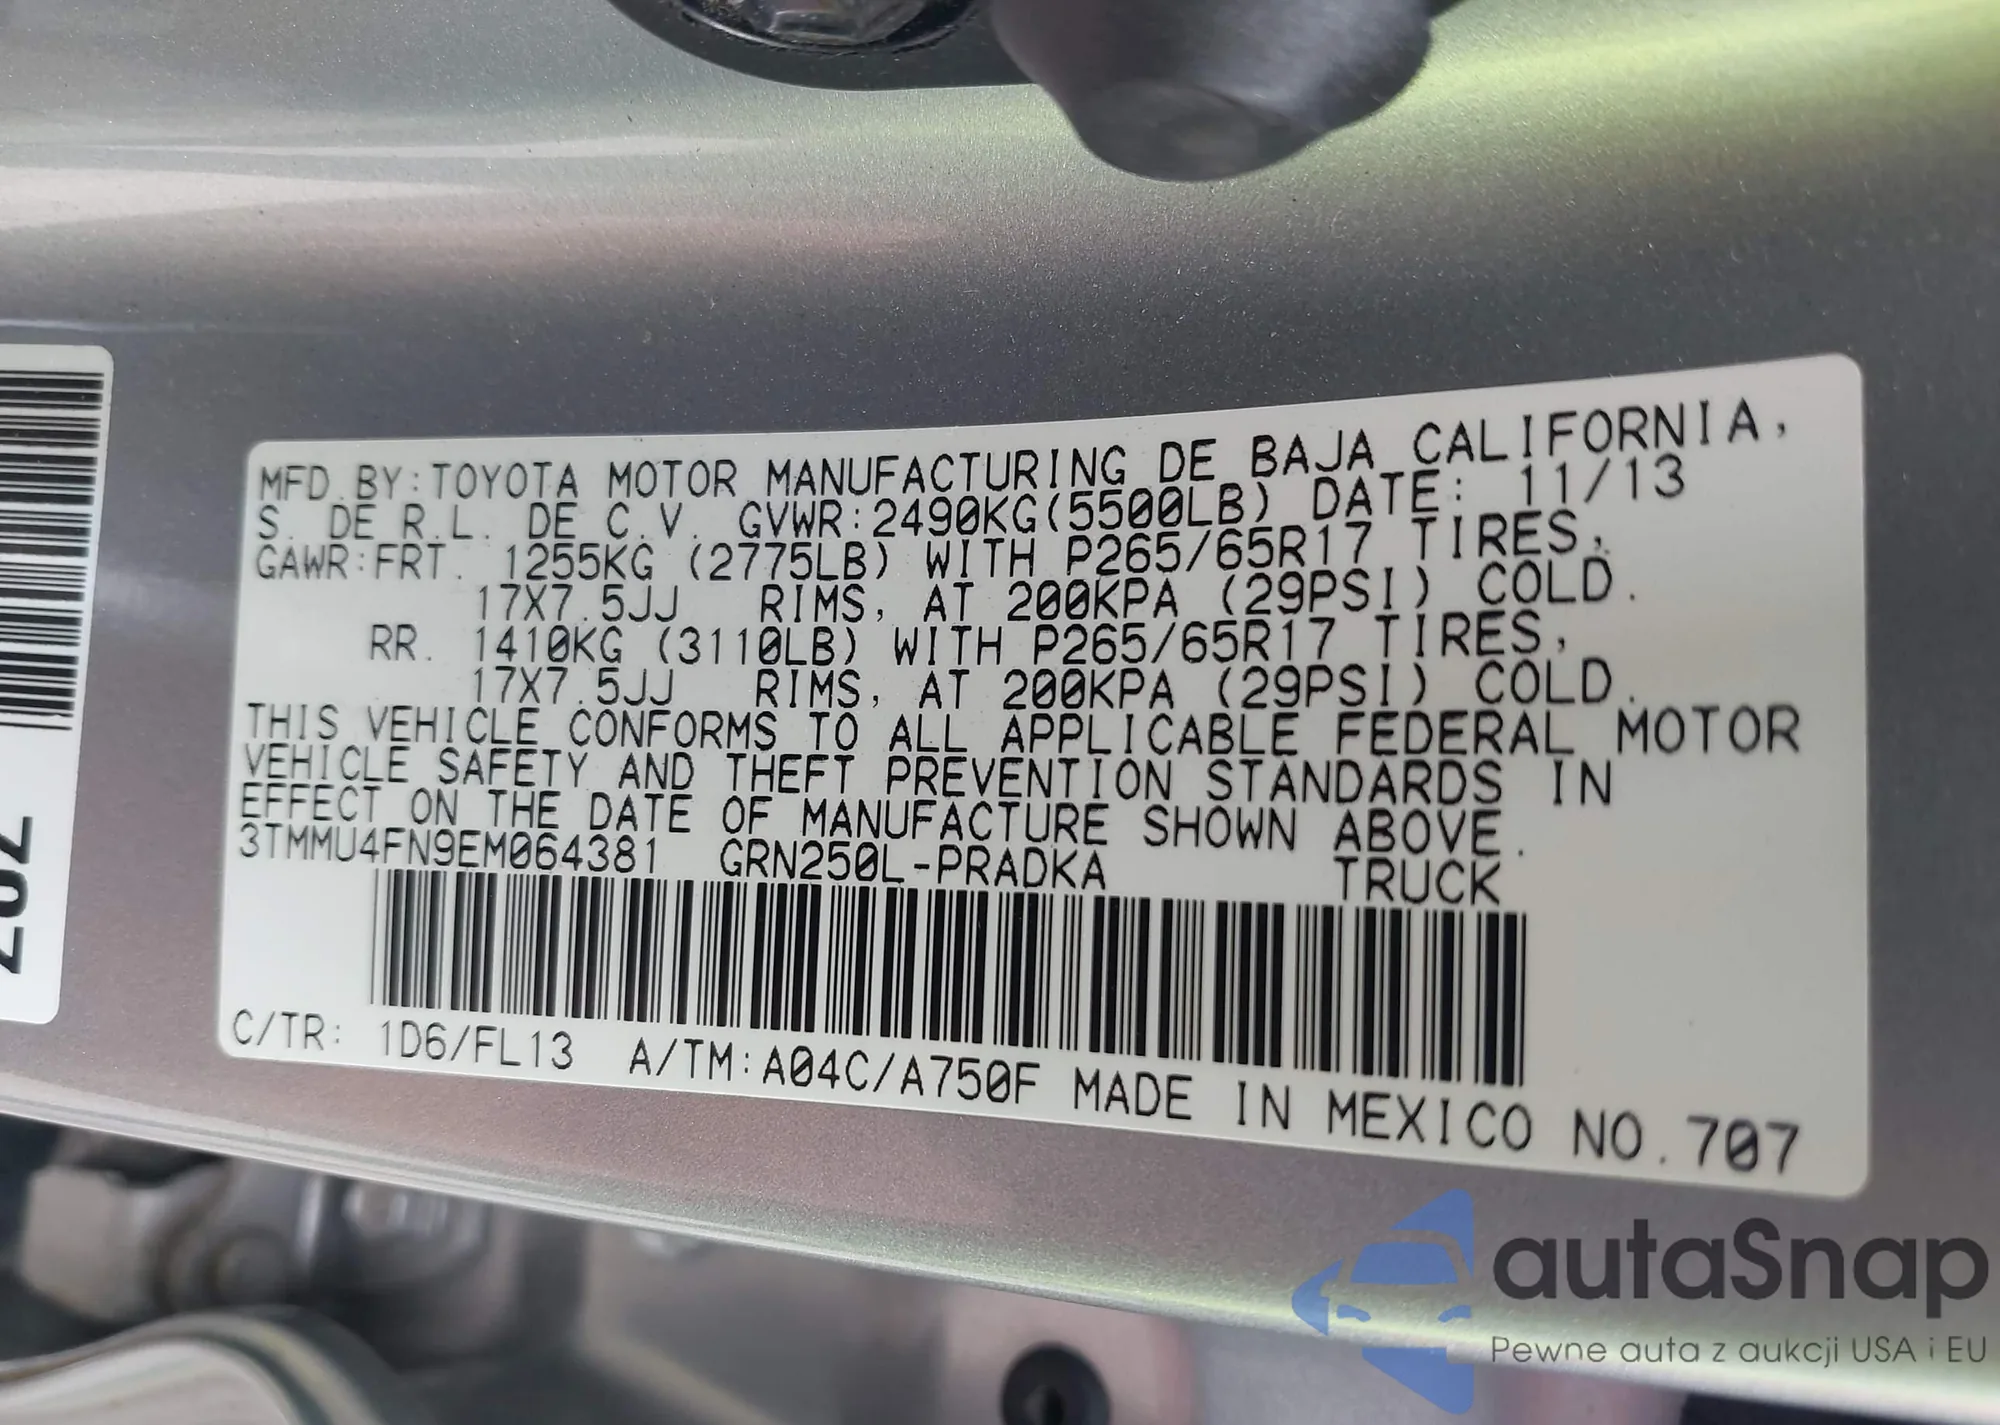 MFD.BY:TOYOTA MOTOR MANUFACTURING DE BAJA CALIFORNIA,
S. DE R.L. DE C.V. GVWR:2490KG(5500LB) DATE: 11/13
GAWR:FRT. 1255KG (2775LB) WITH P265/65R17 TIRES,
17X7.5JJ RIMS, AT 200KPA (29PSI) COLD.
RR. 1410KG (3110LB) WITH P265/65R17 TIRES,
17X7.5JJ RIMS, AT 200KPA (29PSI) COLD.
THIS VEHICLE CONFORMS TO ALL APPLICABLE FEDERAL MOTOR
VEHICLE SAFETY AND THEFT PREVENTION STANDARDS IN
EFFECT ON THE DATE OF MANUFACTURE SHOWN ABOVE.
3TMMU4FN9EM064381 GRN250L-PRADKA TRUCK
C/TR: 1D6/FL13 A/TM:A04C/A750F MADE IN MEXICO NO.707
autaSnap
Pewne auta z aukcji USA i EU